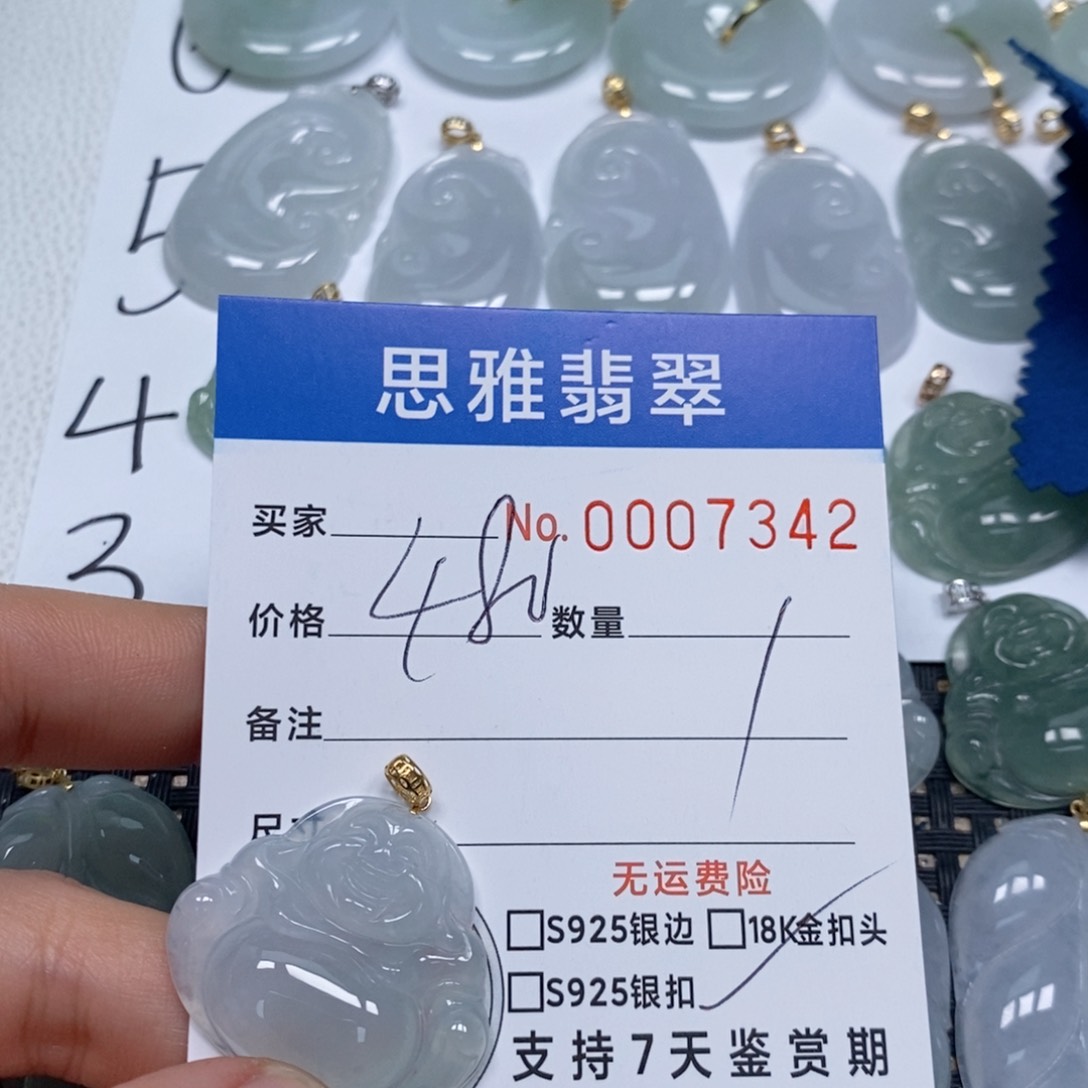 5
4
3
思雅翡翠
买家 No.0007342
价格 数量 1
备注
尺
无运费险
□S925银边 □18K金扣头
□S925银扣
支持7天鉴赏期